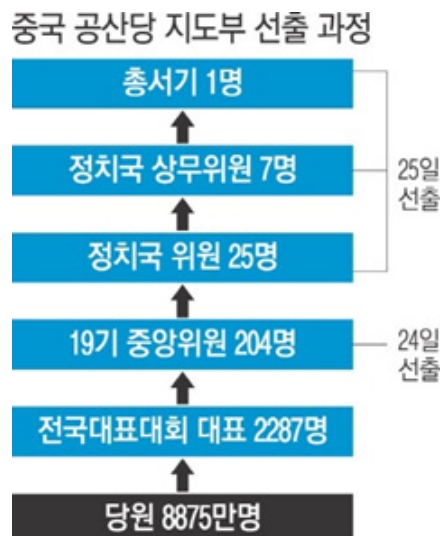 중국 공산당 지도부 선출 과정
총서기 1명
정치국 상무위원 7명
25일
선출
정치국 위원 25명
19기 중앙위원 204명
24일
선출
전국대표대회 대표 2287명
당원 8875만명